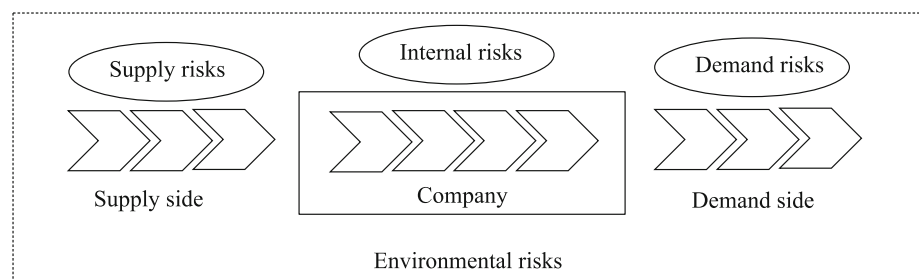 Supply risks
Internal risks
Demand risks
Supply side
Company
Demand side
Environmental risks